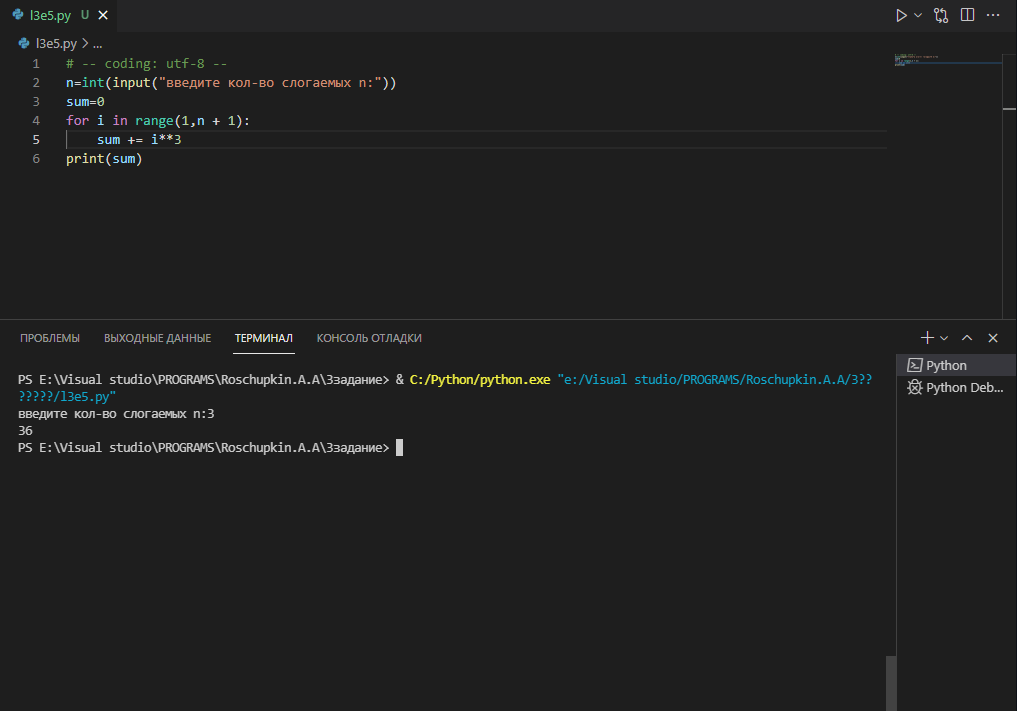 l3e5.py U
l3e5.py > ...
1 # -- coding: utf-8 --
2 n=int(input("введите кол-во слогаемых n:"))
3 sum=0
4 for i in range(1,n + 1):
5     sum += i**3
6 print(sum)
ПРОБЛЕМЫ ВЫХОДНЫЕ ДАННЫЕ ТЕРМИНАЛ КОНСОЛЬ ОТЛАДКИ
Python
Python Deb...
PS E:\Visual studio\PROGRAMS\Roschupkin.A.A\3задание> & C:/Python/python.exe "e:/Visual studio/PROGRAMS/Roschupkin.A.A/3??
?????/l3e5.py"
введите кол-во слогаемых n:3
36
PS E:\Visual studio\PROGRAMS\Roschupkin.A.A\3задание>